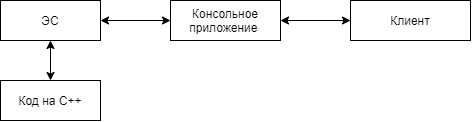 ЭС
Консольное
приложение
Клиент
Код на С++